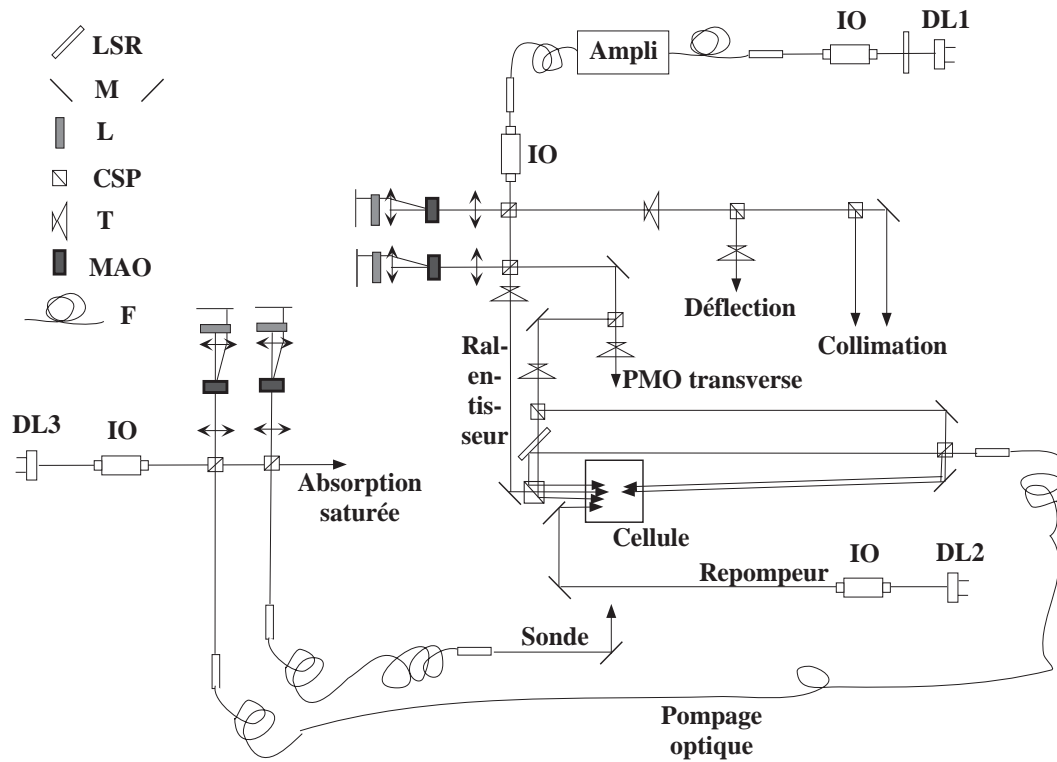 LSR
M
L
CSP
T
MAO
F
Ampli
IO
DL1
IO
Déflection
Collimation
Ral-
en-
tis-
seur
PMO transverse
DL3
IO
Absorption
saturée
Cellule
Repompeur
IO
DL2
Sonde
Pompage
optique